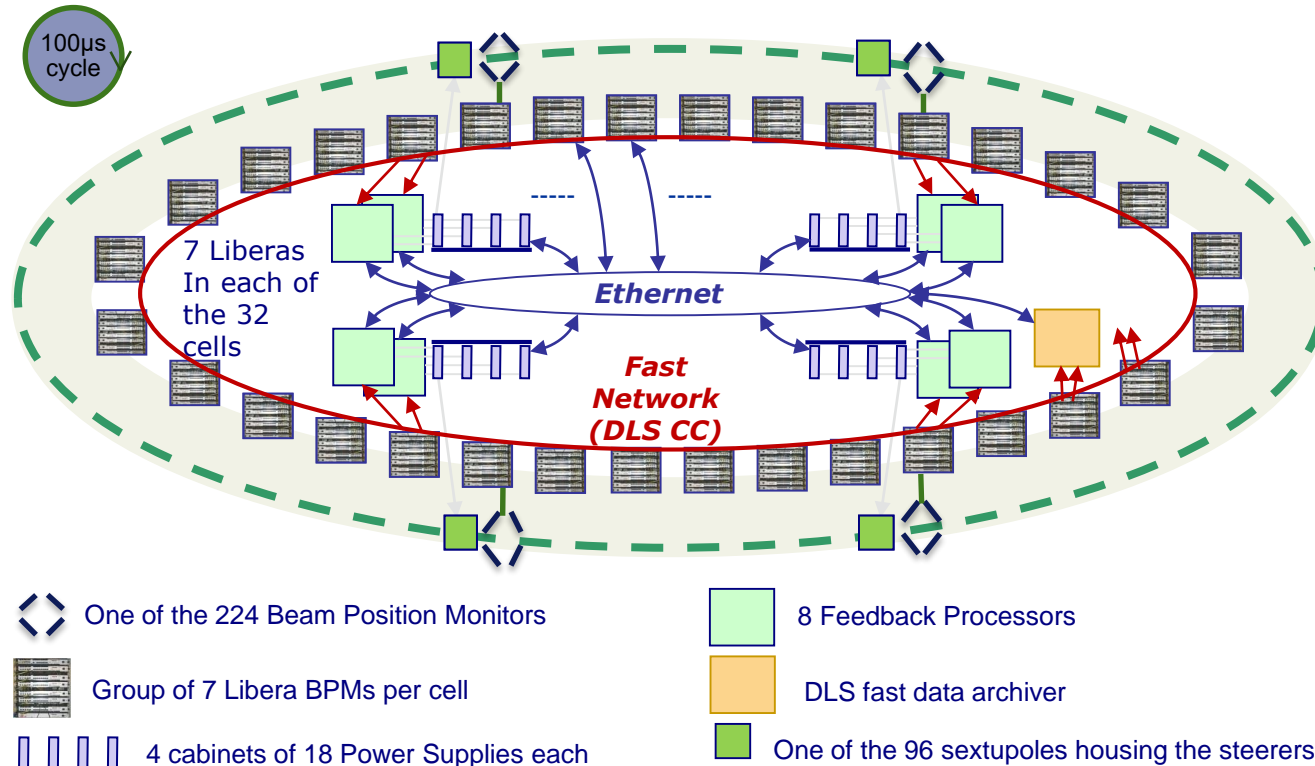 100µs
cycle
7 Liberas
In each of
the 32
cells
-----
-----
Ethernet
Fast
Network
(DLS CC)
One of the 224 Beam Position Monitors
8 Feedback Processors
Group of 7 Libera BPMs per cell
DLS fast data archiver
4 cabinets of 18 Power Supplies each
One of the 96 sextupoles housing the steerers